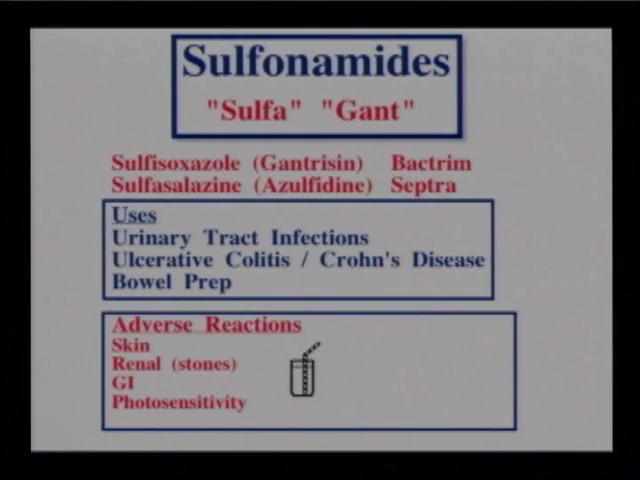 Sulfonamides
"Sulfa" "Gant"
Sulfisoxazole (Gantrisin) Bactrim
Sulfasalazine (Azulfidine) Septra
Uses
Urinary Tract Infections
Ulcerative Colitis / Crohn's Disease
Bowel Prep
Adverse Reactions
Skin
Renal (stones)
GI
Photosensitivity